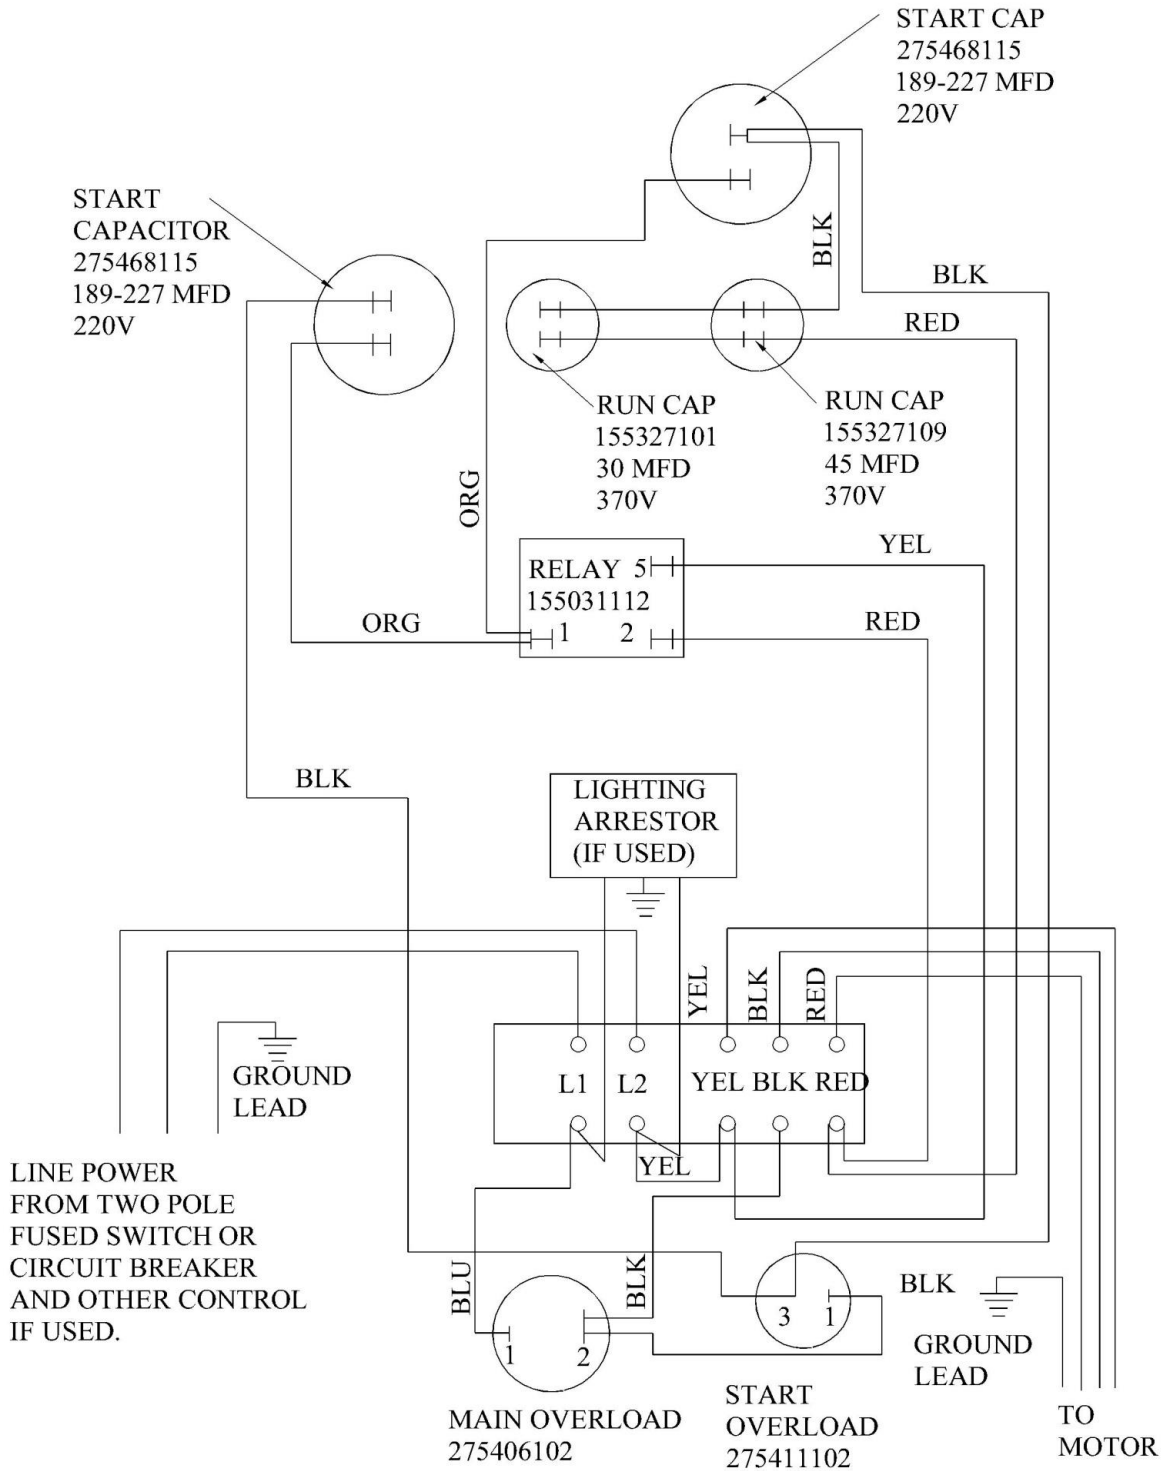 START CAP
275468115
189-227 MFD
220V
START
CAPACITOR
275468115
189-227 MFD
220V
BLK
BLK
RED
RUN CAP
155327101
30 MFD
370V
RUN CAP
155327109
45 MFD
370V
ORG
YEL
RELAY 5
155031112
1 2
ORG
RED
BLK
LIGHTING
ARRESTOR
(IF USED)
YEL
BLK
RED
GROUND
LEAD
L1 L2 YEL BLK RED
YEL
LINE POWER
FROM TWO POLE
FUSED SWITCH OR
CIRCUIT BREAKER
AND OTHER CONTROL
IF USED.
BLU
BLK
1 2
3 1
BLK
GROUND
LEAD
MAIN OVERLOAD
275406102
START
OVERLOAD
275411102
TO
MOTOR